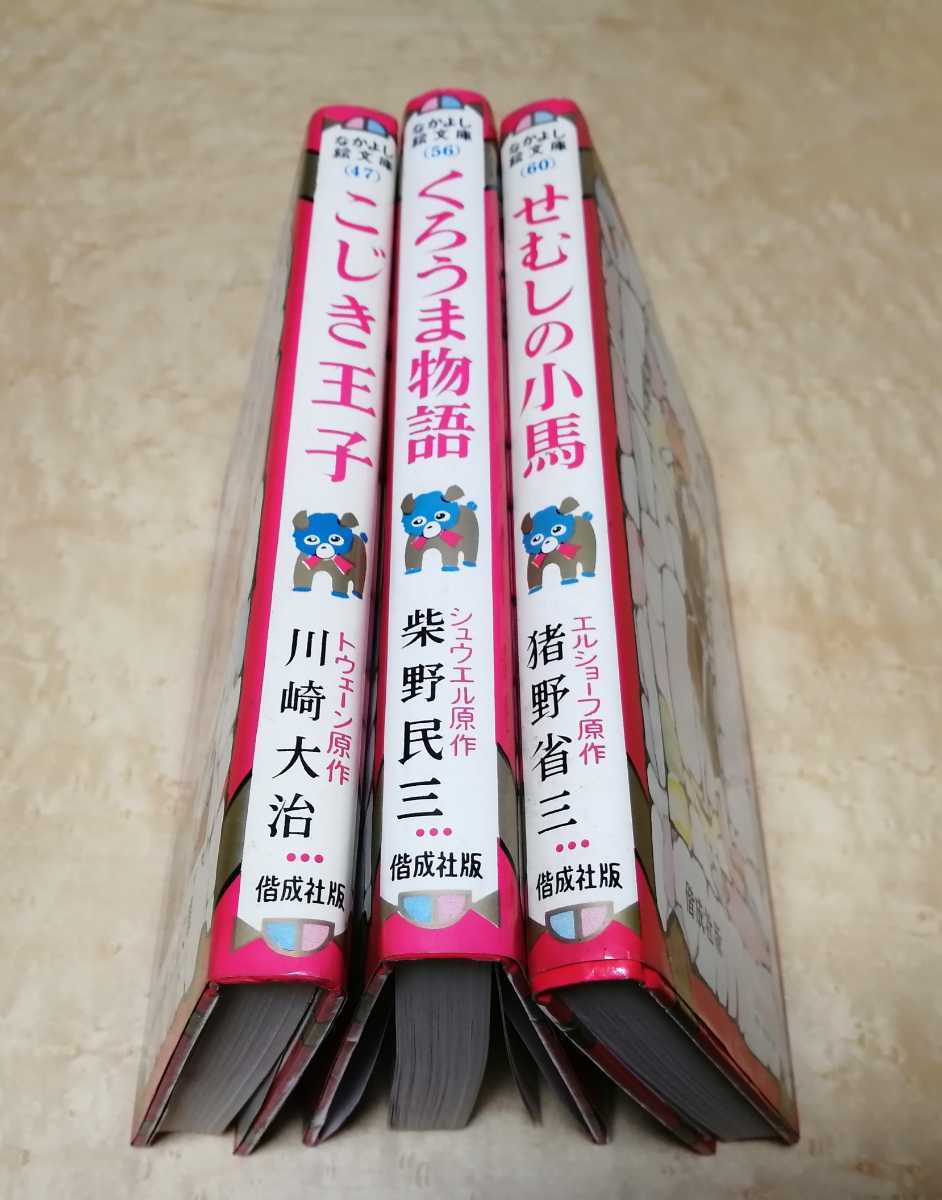 なかよし
絵文庫
(47)
こじき王子
トウェーン原作
川崎大治
偕成社版
なかよし
絵文庫
(56)
くろうま物語
シュウエル原作
柴野民三
偕成社版
なかよし
絵文庫
(60)
せむしの小馬
エルショーフ原作
猪野省三
偕成社版
偕成社版